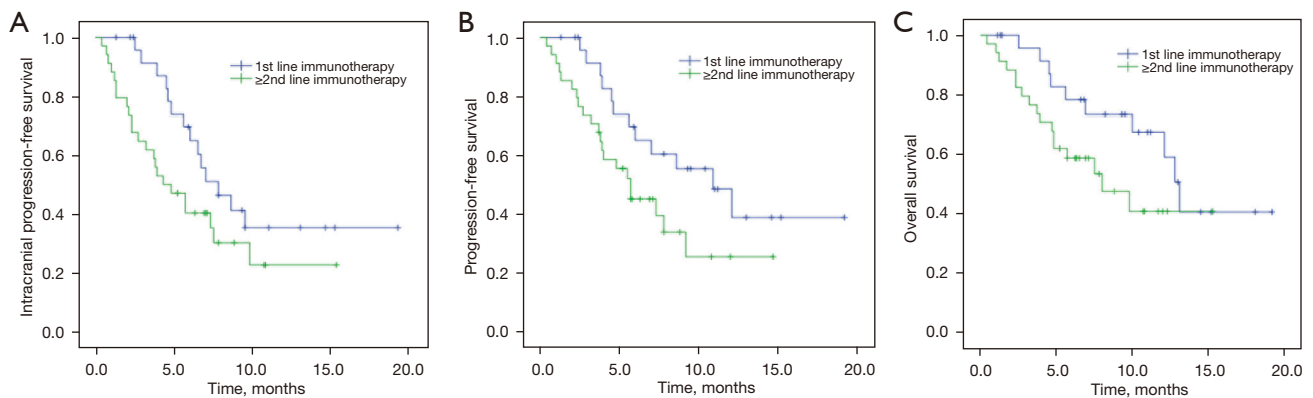 A
Intracranial progression-free survival
1.0
0.8
0.6
0.4
0.2
0.0
1st line immunotherapy
≥2nd line immunotherapy
0.0 5.0 10.0 15.0 20.0
Time, months
B
Progression-free survival
1.0
0.8
0.6
0.4
0.2
0.0
1st line immunotherapy
≥2nd line immunotherapy
0.0 5.0 10.0 15.0 20.0
Time, months
C
Overall survival
1.0
0.8
0.6
0.4
0.2
0.0
1st line immunotherapy
≥2nd line immunotherapy
0.0 5.0 10.0 15.0 20.0
Time, months